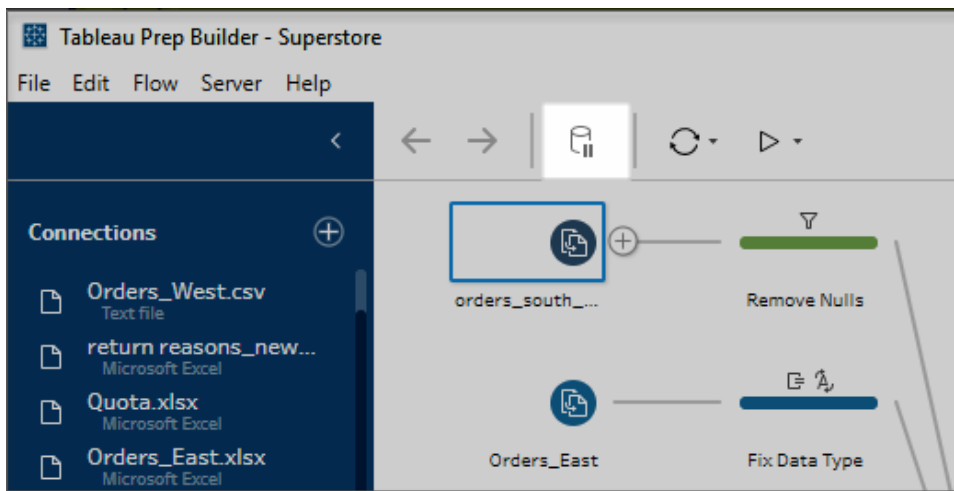 Tableau Prep Builder - Superstore
File Edit Flow Server Help
Connections
Orders_West.csv
Text file
return reasons_new...
Microsoft Excel
Quota.xlsx
Microsoft Excel
Orders_East.xlsx
Microsoft Excel
orders_south_...
Remove Nulls
Orders_East
Fix Data Type